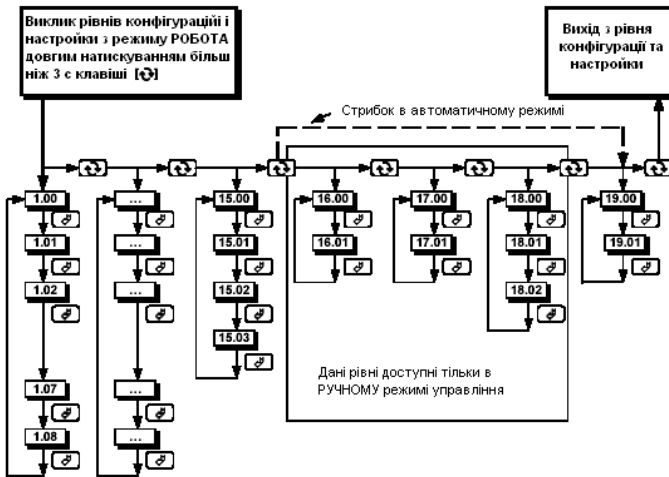 Виклик рівнів конфігураційї і
настройки з режиму РОБОТА
довгим натискуванням більш
ніж 3 с клавіші []
Вихід з рівня
конфігурації та
настройки
Стрибок в автоматичному режимі
1.00
...
15.00
16.00
17.00
18.00
19.00
1.01
...
15.01
16.01
17.01
18.01
19.01
1.02
...
15.02
18.02
15.03
Дані рівні доступні тільки в
РУЧНОМУ режимі управління
1.07
...
1.08
...